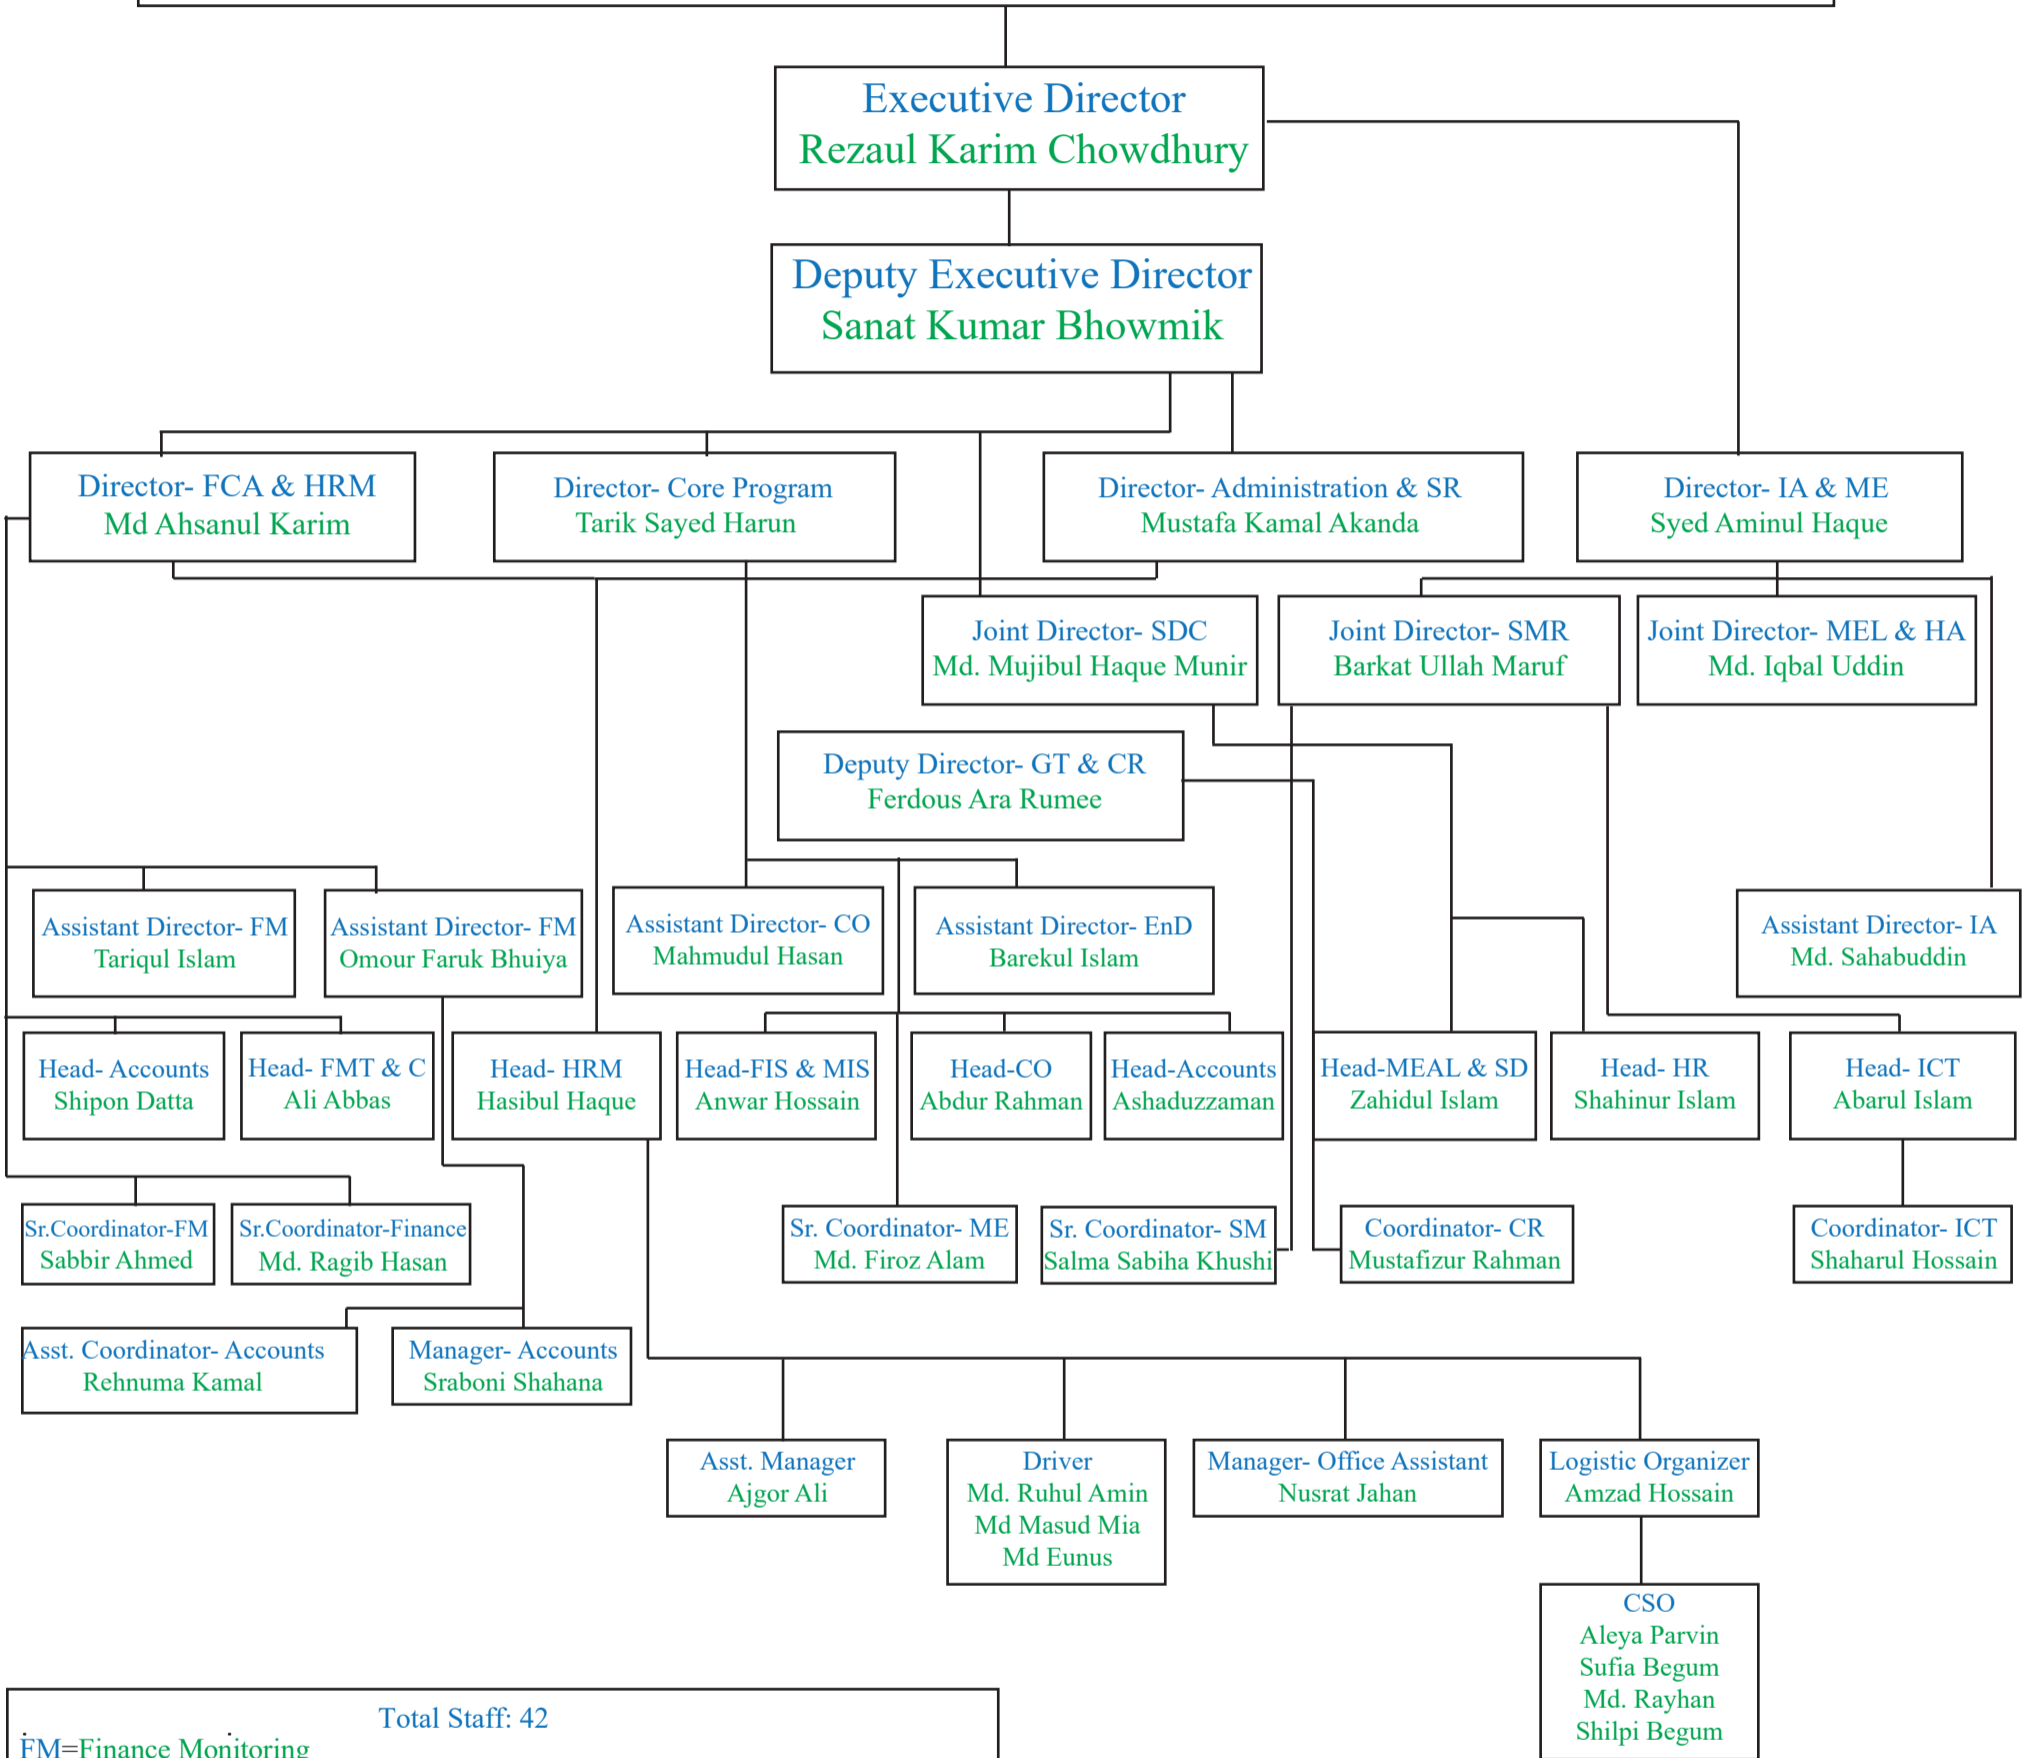 Executive Director
Rezaul Karim Chowdhury
Deputy Executive Director
Sanat Kumar Bhowmik
Director- FCA & HRM
Md Ahsanul Karim
Director- Core Program
Tarik Sayed Harun
Director- Administration & SR
Mustafa Kamal Akanda
Director- IA & ME
Syed Aminul Haque
Joint Director- SDC
Md. Mujibul Haque Munir
Joint Director- SMR
Barkat Ullah Maruf
Joint Director- MEL & HA
Md. Iqbal Uddin
Deputy Director- GT & CR
Ferdous Ara Rumee
Assistant Director- FM
Tariqul Islam
Assistant Director- FM
Omour Faruk Bhuiya
Assistant Director- CO
Mahmudul Hasan
Assistant Director- EnD
Barekul Islam
Assistant Director- IA
Md. Sahabuddin
Head- Accounts
Shipon Datta
Head- FMT & C
Ali Abbas
Head- HRM
Hasibul Haque
Head-FIS & MIS
Anwar Hossain
Head-CO
Abdur Rahman
Head-Accounts
Ashaduzzaman
Head-MEAL & SD
Zahidul Islam
Head- HR
Shahinur Islam
Head- ICT
Abarul Islam
Sr.Coordinator-FM
Sabbir Ahmed
Sr.Coordinator-Finance
Md. Ragib Hasan
Sr. Coordinator- ME
Md. Firoz Alam
Sr. Coordinator- SM
Salma Sabiha Khushi
Coordinator- CR
Mustafizur Rahman
Coordinator- ICT
Shaharul Hossain
Asst. Coordinator- Accounts
Rehnuma Kamal
Manager- Accounts
Sraboni Shahana
Asst. Manager
Ajgor Ali
Driver
Md. Ruhul Amin
Md Masud Mia
Md Eunus
Manager- Office Assistant
Nusrat Jahan
Logistic Organizer
Amzad Hossain
CSO
Aleya Parvin
Sufia Begum
Md. Rayhan
Shilpi Begum
Total Staff: 42
FM=Finance Monitoring